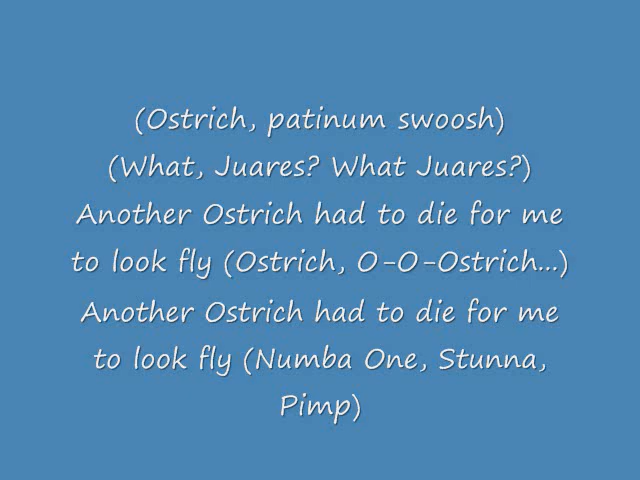 (Ostrich, patinum swoosh)
(What, Juares? What Juares?)
Another Ostrich had to die for me
to look fly (Ostrich, O-O-Ostrich...)
Another Ostrich had to die for me
to look fly (Numba One, Stunna,
Pimp)